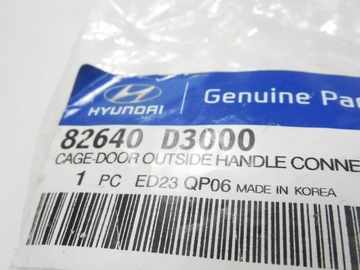 HYUNDAI
Genuine Pa
82640 D3000
CAGE-DOOR OUTSIDE HANDLE CONNE
1 PC ED23 QP06 MADE IN KOREA